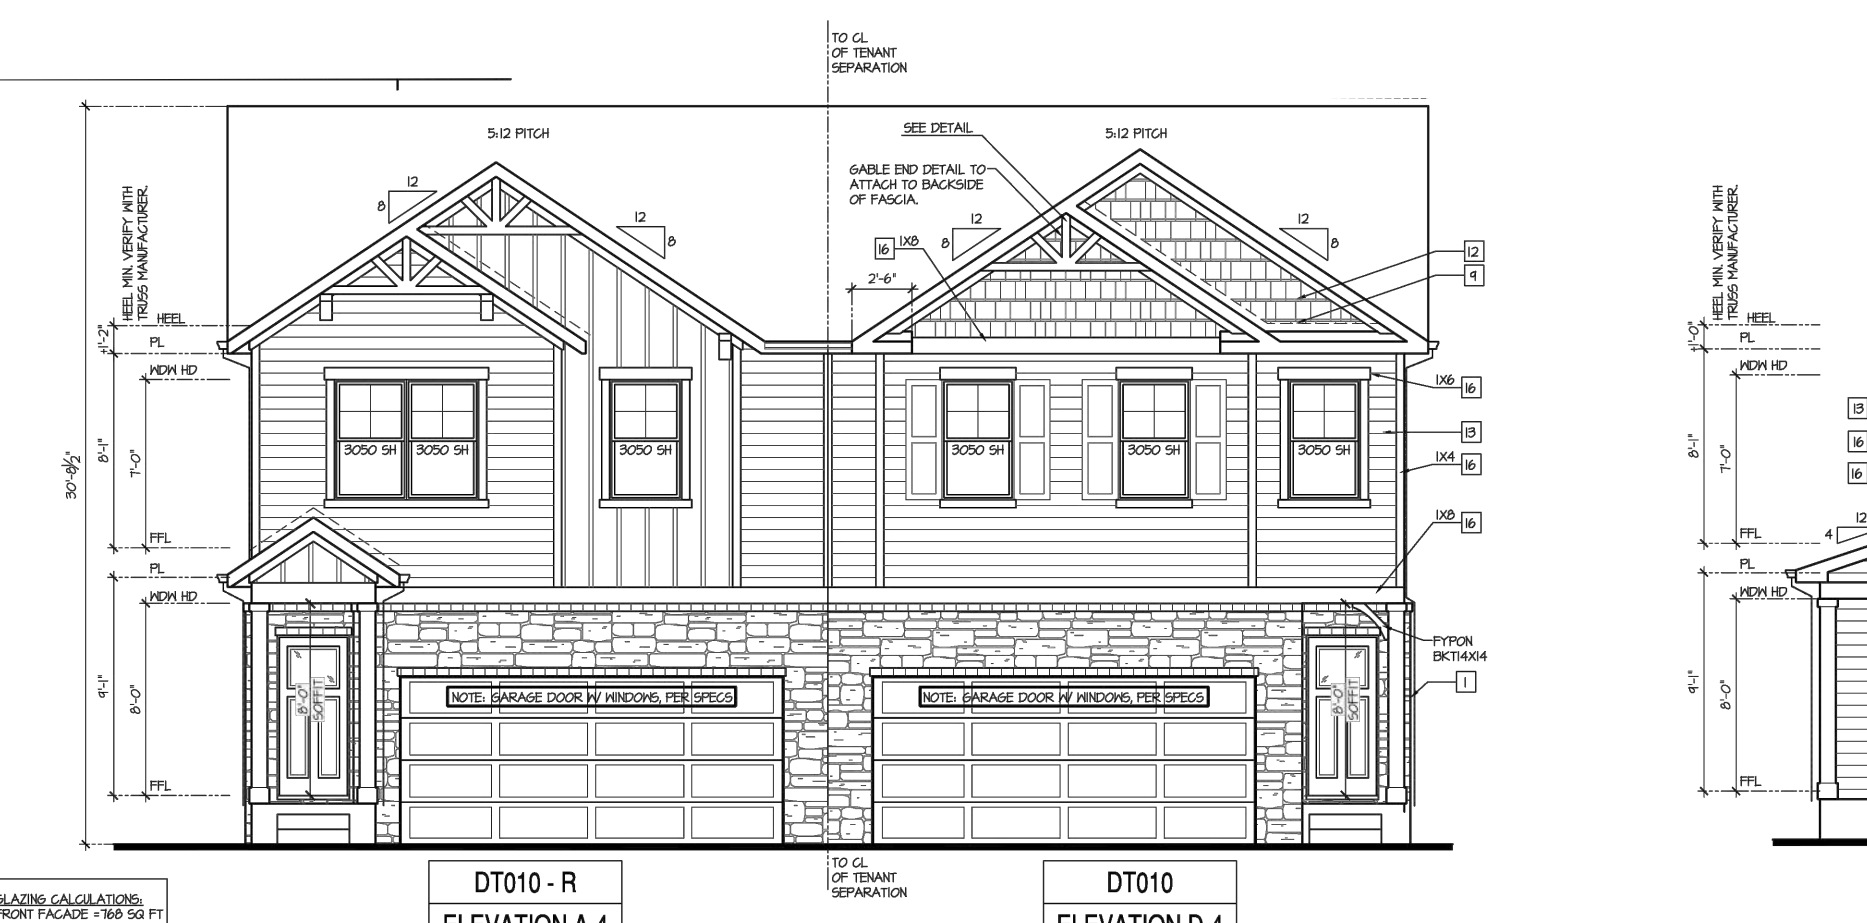 TO CL
OF TENANT
SEPARATION
5:12 PITCH
SEE DETAIL
5:12 PITCH
GABLE END DETAIL TO
ATTACH TO BACKSIDE
OF FASCIA.
12
8
12
8
12
8
12
8
HEEL MIN. VERIFY WITH
TRUSS MANUFACTURER.
HEEL MIN. VERIFY WITH
TRUSS MANUFACTURER.
16
1X8
2'-6"
12
9
HEEL
PL
WDW HD
±1'-2"
HEEL
PL
WDW HD
±1'-0"
1X6
16
13
1X4
16
1X8
16
3050 SH
3050 SH
3050 SH
3050 SH
3050 SH
3050 SH
30'-8½"
8'-1"
7'-0"
8'-1"
7'-0"
13
16
16
12
4
FFL
PL
WDW HD
FFL
PL
WDW HD
FYPON
BKT14X14
1
9'-1"
8'-0"
8'-0"
SOFFIT
NOTE: GARAGE DOOR W/ WINDOWS, PER SPECS
NOTE: GARAGE DOOR W/ WINDOWS, PER SPECS
8'-0"
SOFFIT
9'-1"
8'-0"
FFL
FFL
TO CL
OF TENANT
SEPARATION
DT010 - R
ELEVATION A-4
DT010
ELEVATION D-4
GLAZING CALCULATIONS:
FRONT FACADE =768 SQ FT